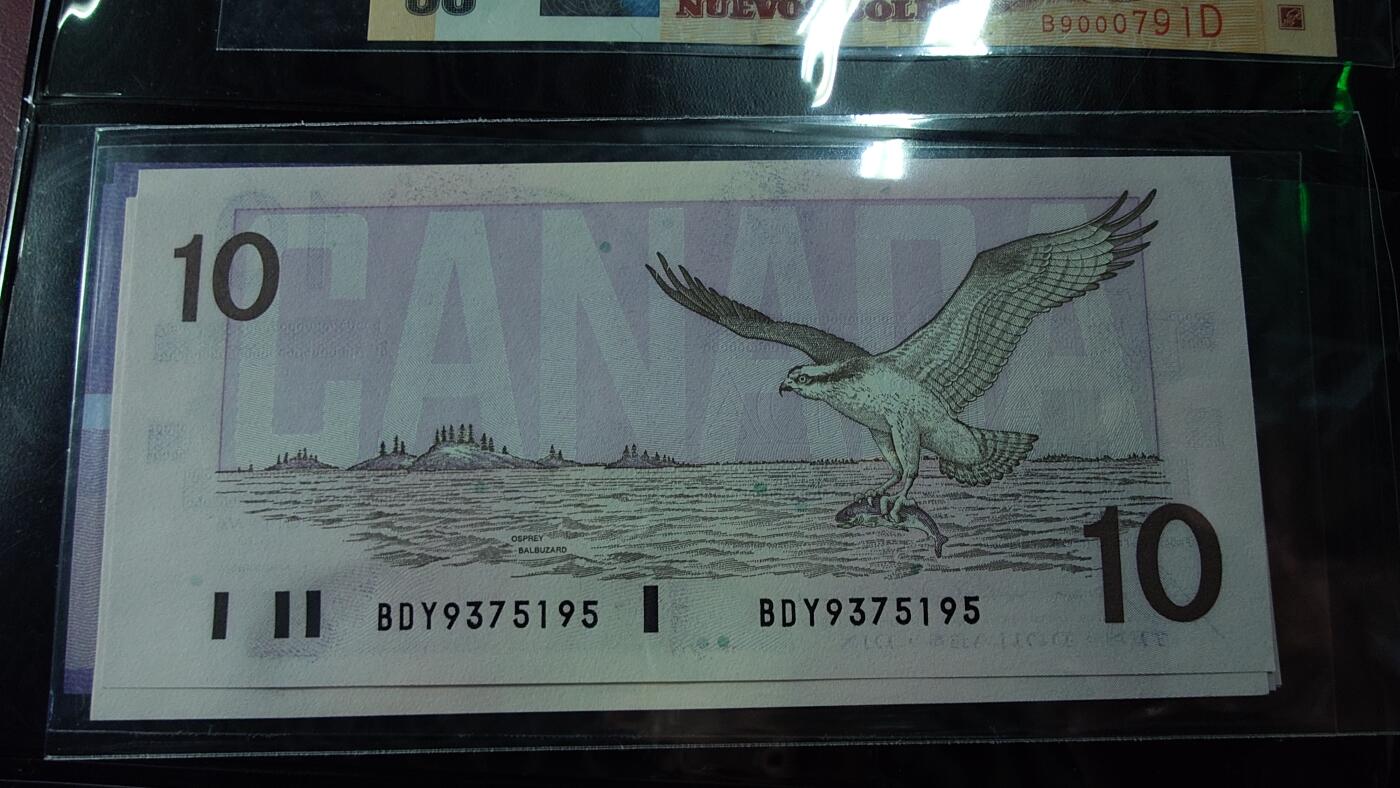 NUEVOS SOLES
B9000791D
10
CANADA
OSPREY
BALBUZARD
BDY9375195
BDY9375195
10